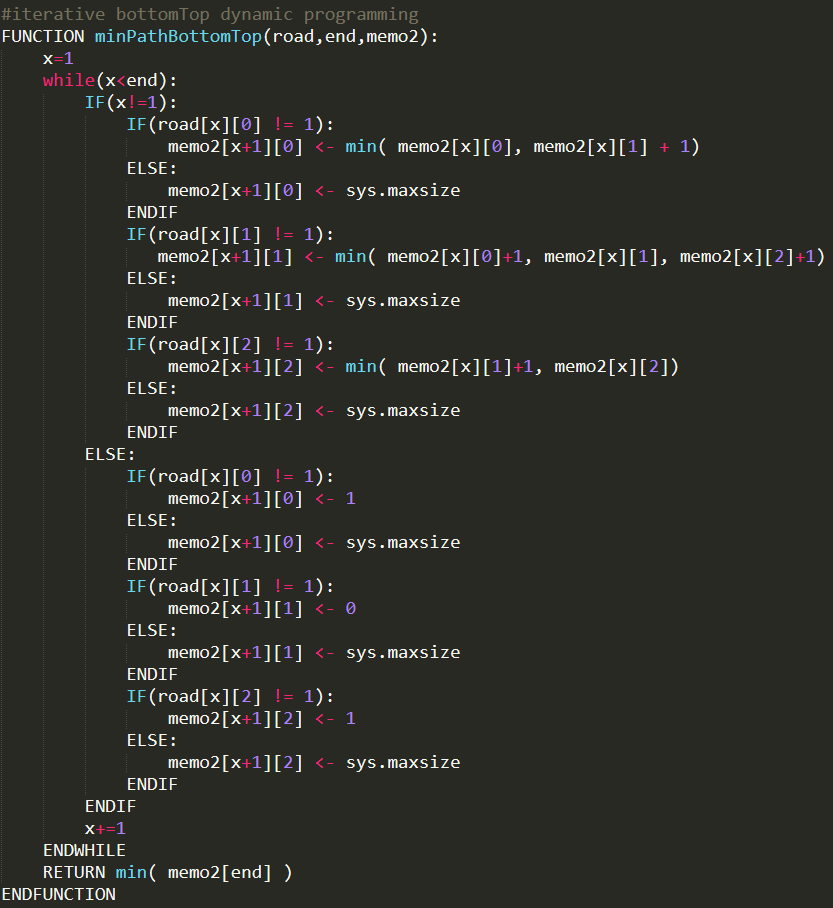 #iterative bottomTop dynamic programming
FUNCTION minPathBottomTop(road,end,memo2):
    x=1
    while(x<end):
        IF(x!=1):
            IF(road[x][0] != 1):
                memo2[x+1][0] <- min( memo2[x][0], memo2[x][1] + 1)
            ELSE:
                memo2[x+1][0] <- sys.maxsize
            ENDIF
            IF(road[x][1] != 1):
               memo2[x+1][1] <- min( memo2[x][0]+1, memo2[x][1], memo2[x][2]+1)
            ELSE:
                memo2[x+1][1] <- sys.maxsize
            ENDIF
            IF(road[x][2] != 1):
                memo2[x+1][2] <- min( memo2[x][1]+1, memo2[x][2])
            ELSE:
                memo2[x+1][2] <- sys.maxsize
            ENDIF
        ELSE:
            IF(road[x][0] != 1):
                memo2[x+1][0] <- 1
            ELSE:
                memo2[x+1][0] <- sys.maxsize
            ENDIF
            IF(road[x][1] != 1):
                memo2[x+1][1] <- 0
            ELSE:
                memo2[x+1][1] <- sys.maxsize
            ENDIF
            IF(road[x][2] != 1):
                memo2[x+1][2] <- 1
            ELSE:
                memo2[x+1][2] <- sys.maxsize
            ENDIF
        ENDIF
        x+=1
    ENDWHILE
    RETURN min( memo2[end] )
ENDFUNCTION